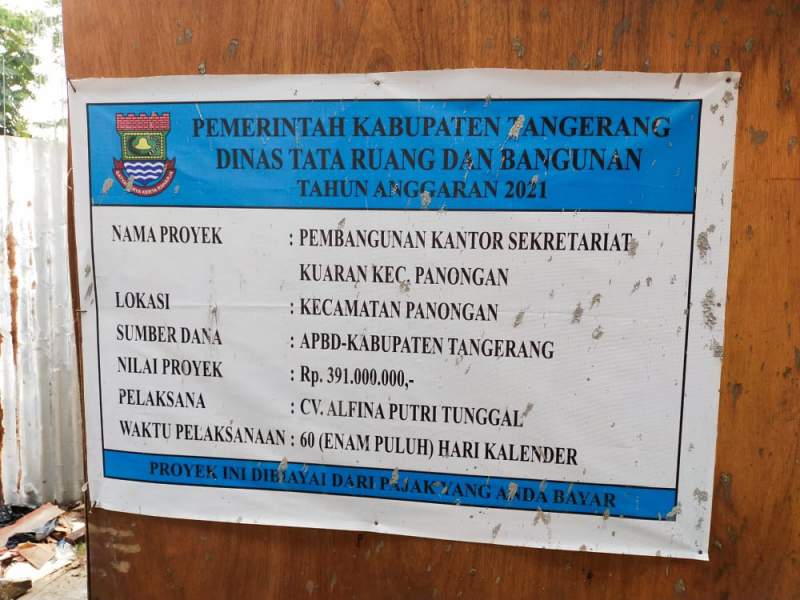 PEMERINTAH KABUPATEN TANGERANG
DINAS TATA RUANG DAN BANGUNAN
TAHUN ANGGARAN 2021
NAMA PROYEK : PEMBANGUNAN KANTOR SEKRETARIAT
KUARAN KEC. PANONGAN
LOKASI : KECAMATAN PANONGAN
SUMBER DANA : APBD-KABUPATEN TANGERANG
NILAI PROYEK : Rp. 391.000.000,-
PELAKSANA : CV. ALFINA PUTRI TUNGGAL
WAKTU PELAKSANAAN : 60 (ENAM PULUH) HARI KALENDER
PROYEK INI DIBIAYAI DARI PAJAK YANG ANDA BAYAR